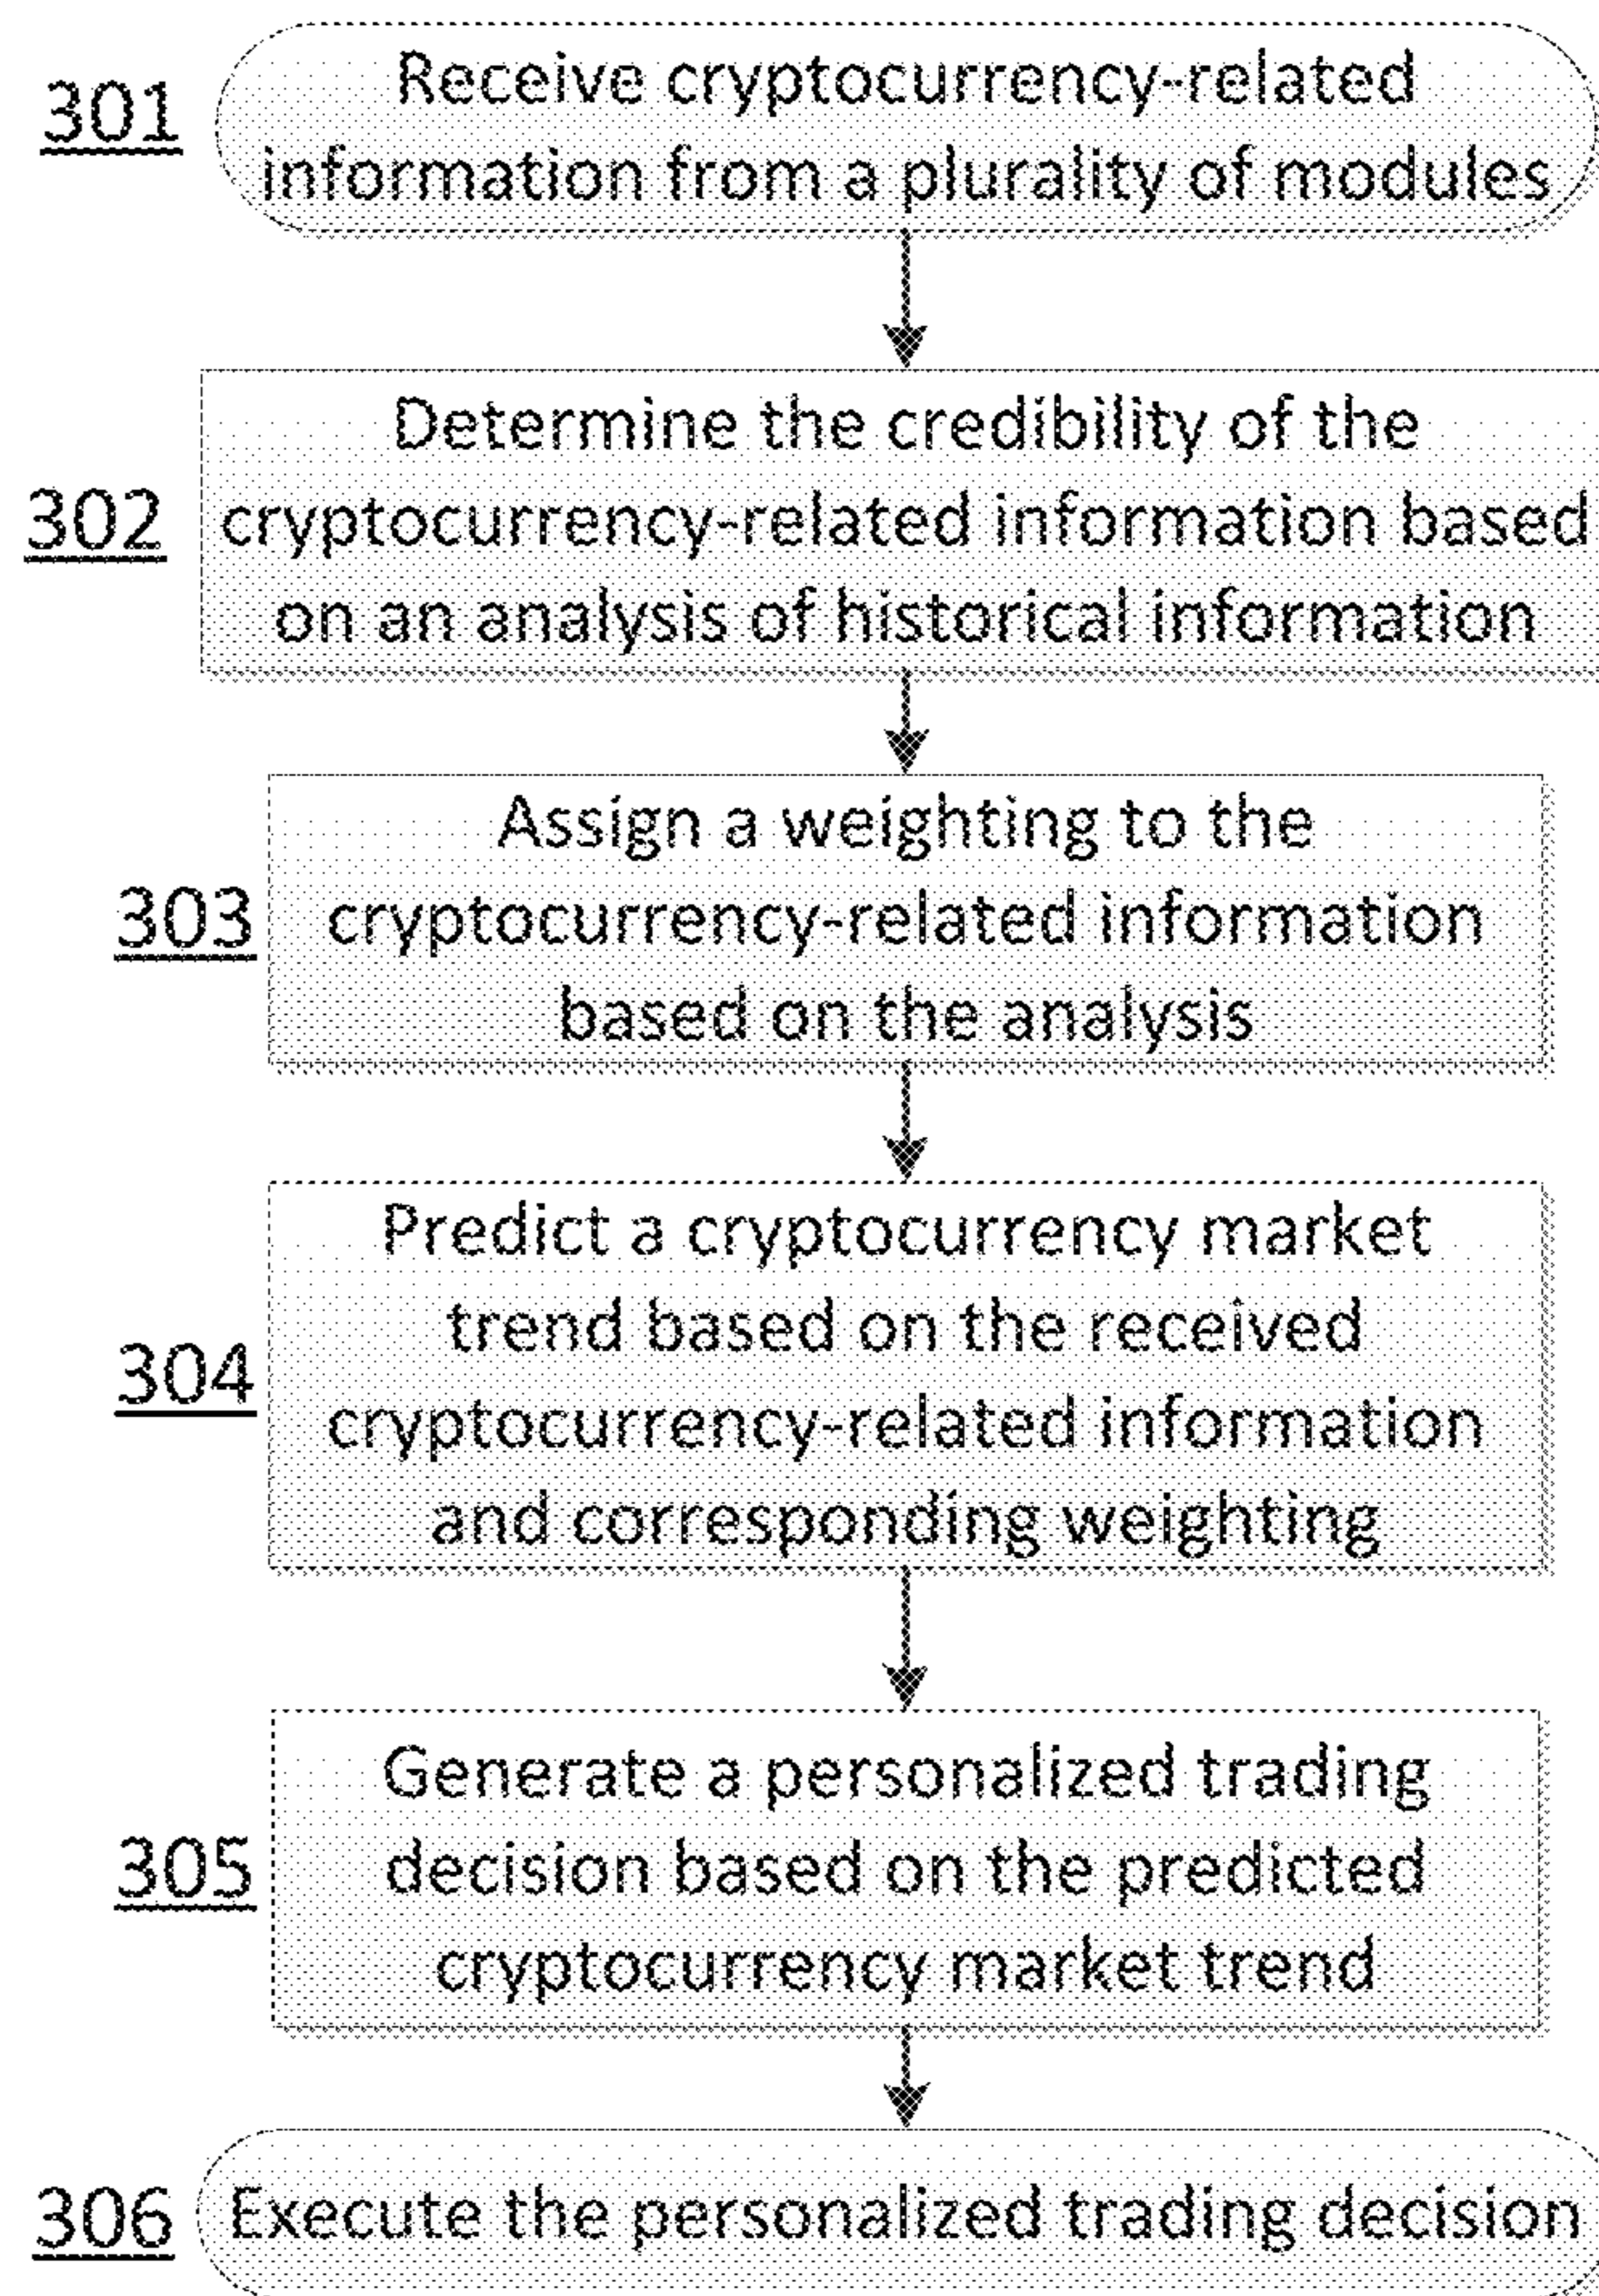 301
Receive cryptocurrency-related
information from a plurality of modules
302
Determine the credibility of the
cryptocurrency-related information based
on an analysis of historical information
303
Assign a weighting to the
cryptocurrency-related information
based on the analysis
304
Predict a cryptocurrency market
trend based on the received
cryptocurrency-related information
and corresponding weighting
305
Generate a personalized trading
decision based on the predicted
cryptocurrency market trend
306
Execute the personalized trading decision